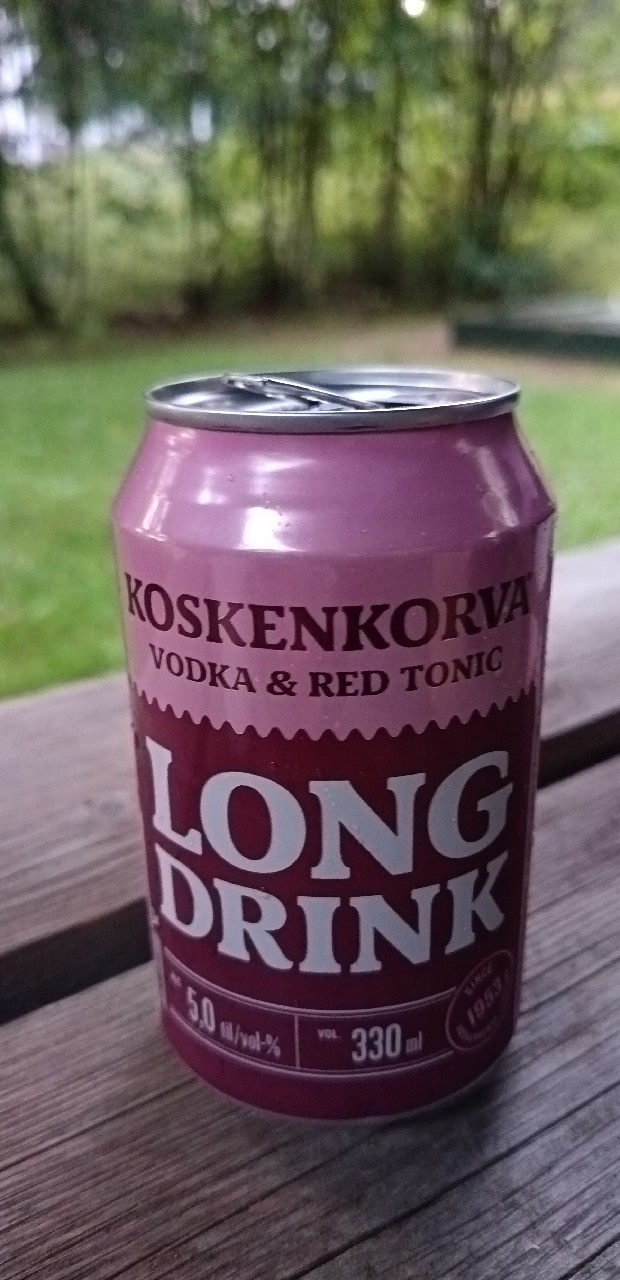 KOSKENKORVA
VODKA & RED TONIC
LONG
DRINK
5,0 til/vol-%
VOL. 330 ml
SINCE
1953